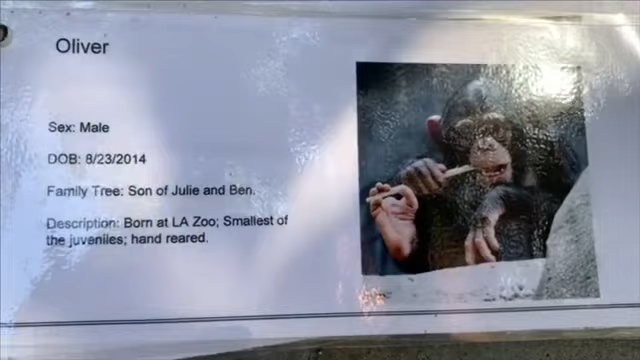 Oliver
Sex: Male
DOB: 8/23/2014
Family Tree: Son of Julie and Ben.
Description: Born at LA Zoo; Smallest of
the juveniles; hand reared.